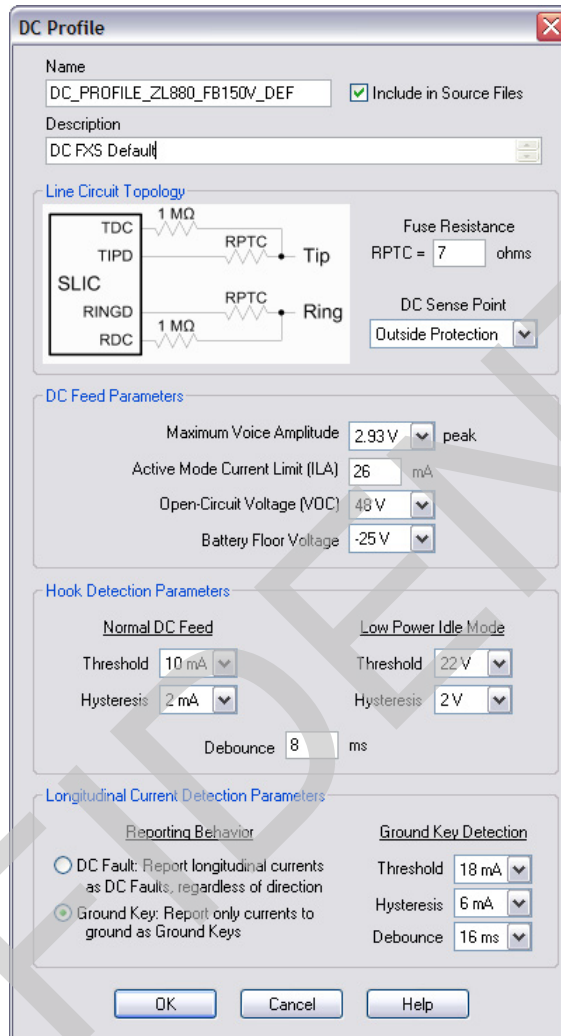 DC Profile
Name
DC_PROFILE_ZL880_FB150V_DEF
Include in Source Files
Description
DC FXS Default
Line Circuit Topology
SLIC
TDC
TIPD
RINGD
RDC
1 MΩ
RPTC
Tip
RPTC
Ring
1 MΩ
Fuse Resistance
RPTC = 7 ohms
DC Sense Point
Outside Protection
DC Feed Parameters
Maximum Voice Amplitude 2.93 V peak
Active Mode Current Limit (ILA) 26 mA
Open-Circuit Voltage (VOC) 48 V
Battery Floor Voltage -25 V
Hook Detection Parameters
Normal DC Feed
Threshold 10 mA
Hysteresis 2 mA
Low Power Idle Mode
Threshold 22 V
Hysteresis 2 V
Debounce 8 ms
Longitudinal Current Detection Parameters
Reporting Behavior
DC Fault: Report longitudinal currents
as DC Faults, regardless of direction
Ground Key: Report only currents to
ground as Ground Keys
Ground Key Detection
Threshold 18 mA
Hysteresis 6 mA
Debounce 16 ms
OK Cancel Help